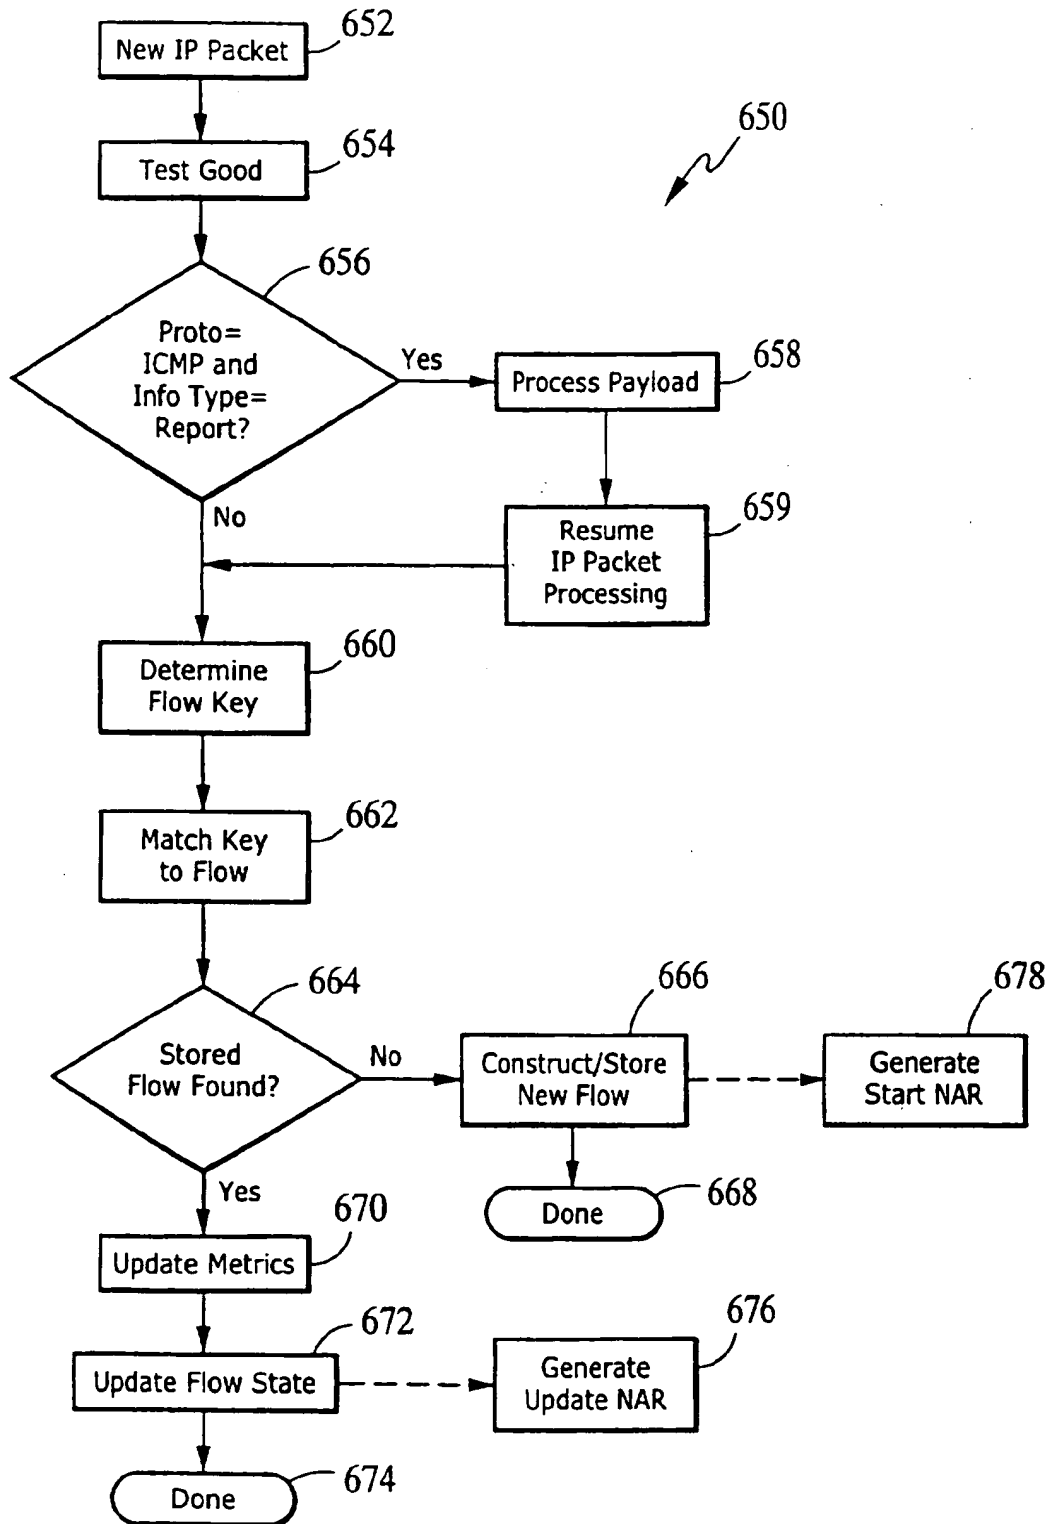 652
New IP Packet
650
654
Test Good
656
Proto=
ICMP and
Info Type=
Report?
Yes
658
Process Payload
No
659
Resume
IP Packet
Processing
660
Determine
Flow Key
662
Match Key
to Flow
664
Stored
Flow Found?
No
666
Construct/Store
New Flow
678
Generate
Start NAR
Yes
668
Done
670
Update Metrics
672
Update Flow State
676
Generate
Update NAR
674
Done